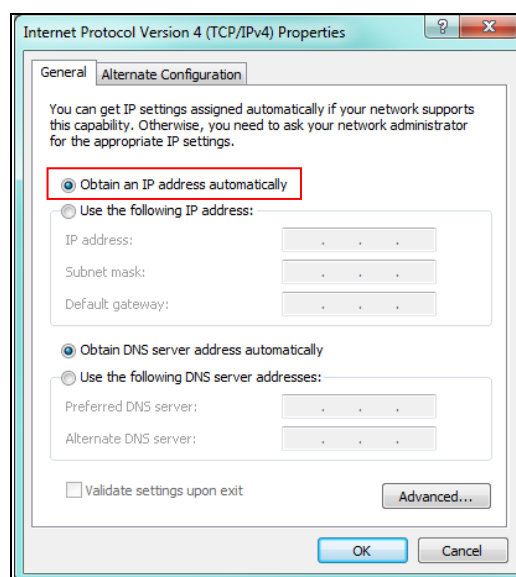 Internet Protocol Version 4 (TCP/IPv4) Properties
General
Alternate Configuration
You can get IP settings assigned automatically if your network supports
this capability. Otherwise, you need to ask your network administrator
for the appropriate IP settings.
Obtain an IP address automatically
Use the following IP address:
IP address:
Subnet mask:
Default gateway:
Obtain DNS server address automatically
Use the following DNS server addresses:
Preferred DNS server:
Alternate DNS server:
Validate settings upon exit
Advanced...
OK
Cancel